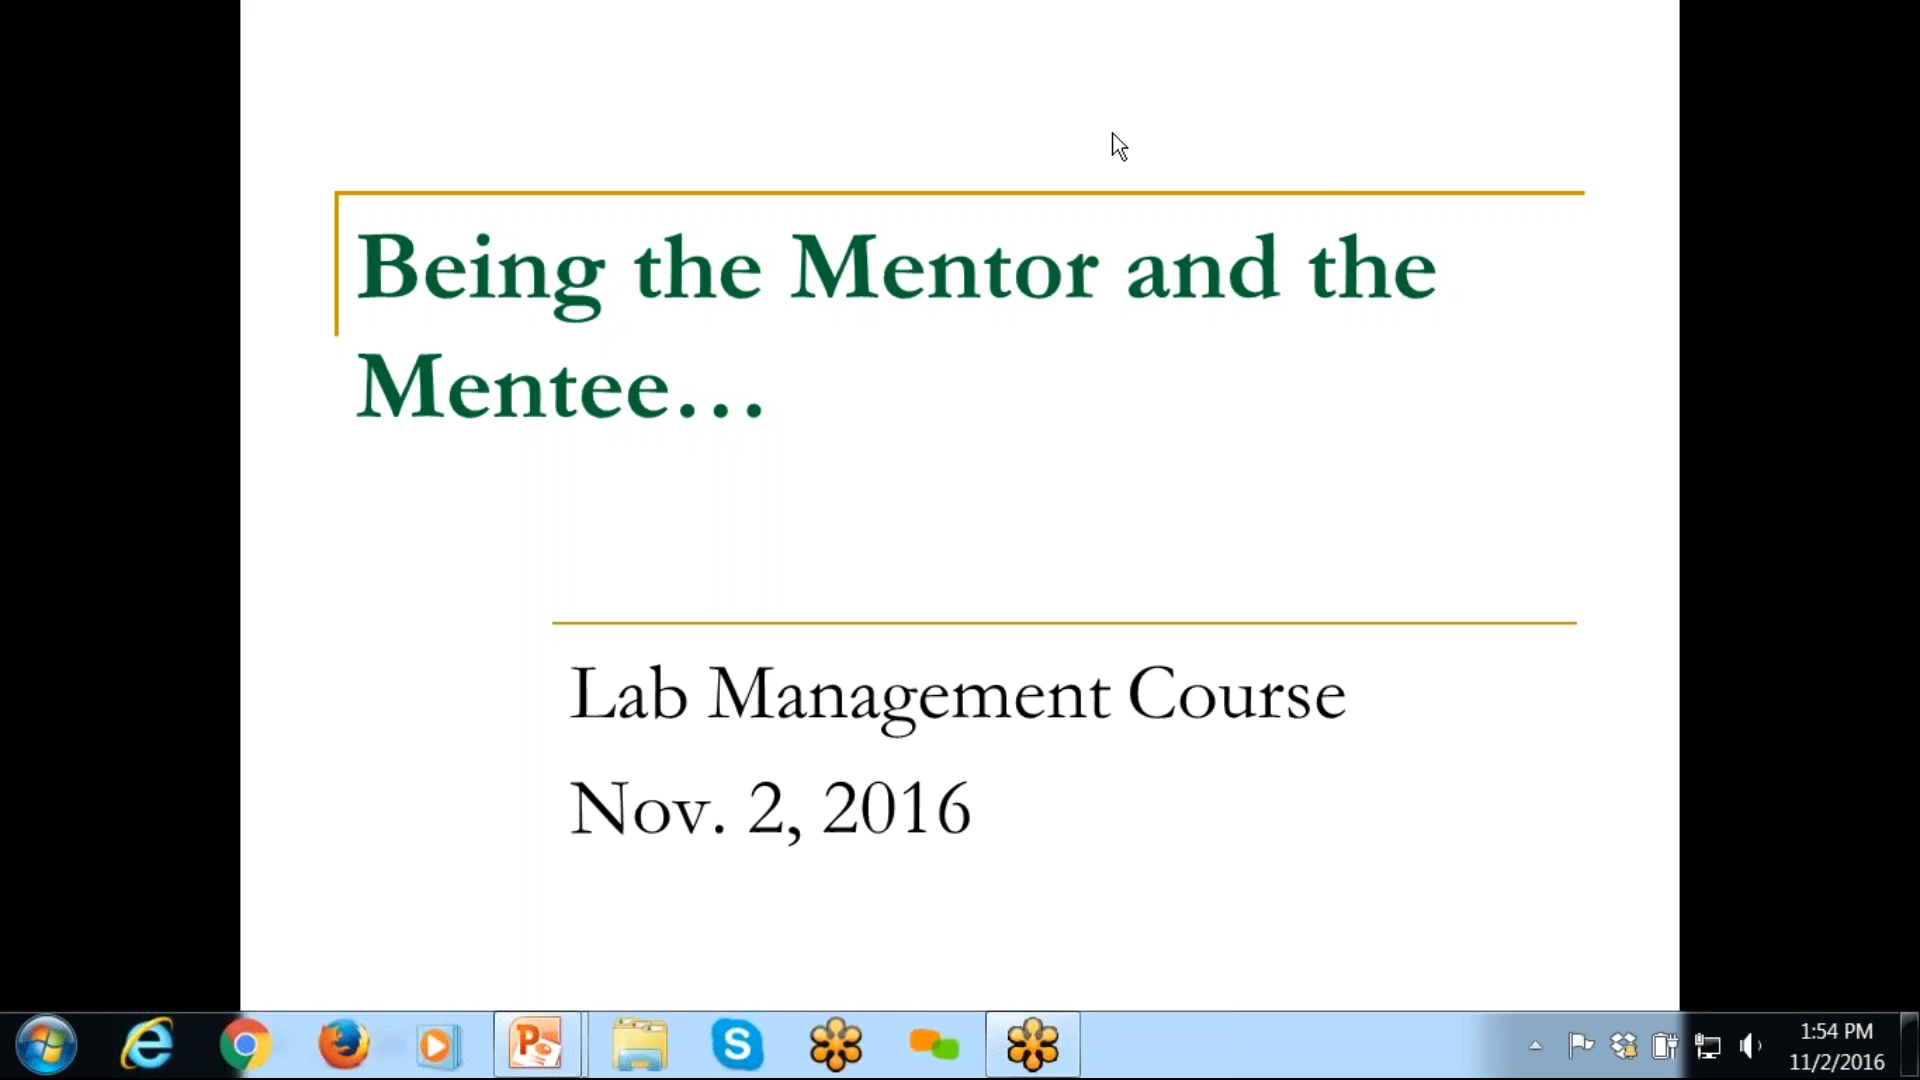 Being the Mentor and the
Mentee…
Lab Management Course
Nov. 2, 2016
1:54 PM
11/2/2016